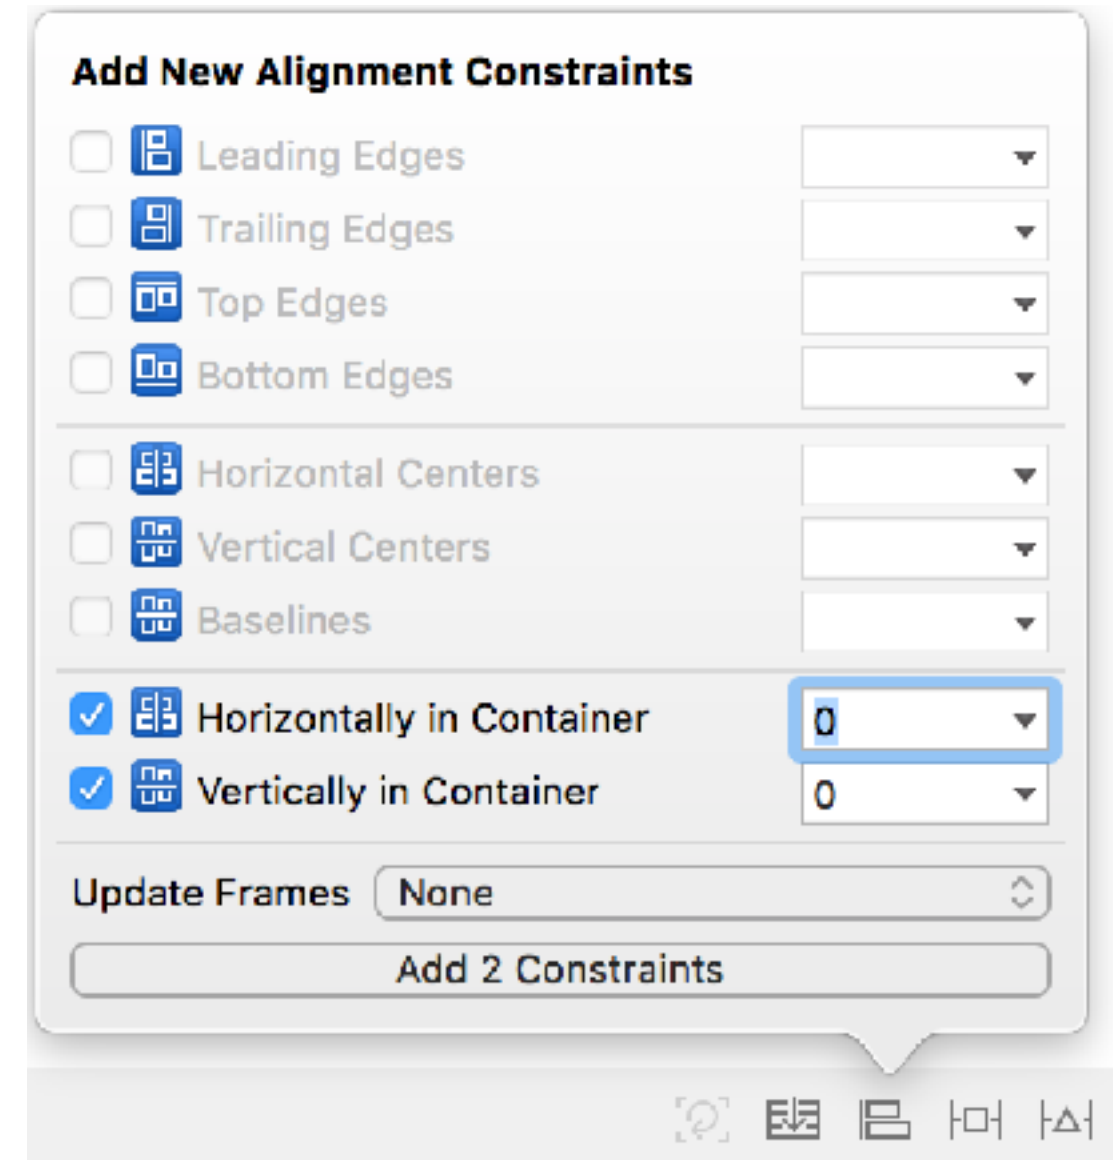 Add New Alignment Constraints
Leading Edges
Trailing Edges
Top Edges
Bottom Edges
Horizontal Centers
Vertical Centers
Baselines
Horizontally in Container 0
Vertically in Container 0
Update Frames None
Add 2 Constraints